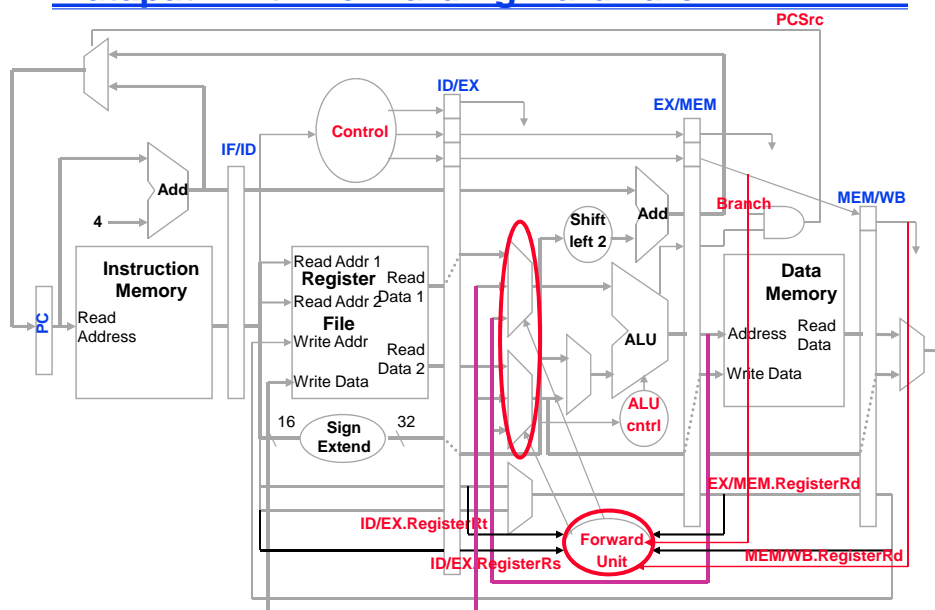 PCSrc
ID/EX
EX/MEM
Control
IF/ID
MEM/WB
Add
Branch
4
Shift
left 2
Add
Instruction
Memory
Read Addr 1
Register
Read
Data 1
Data
Memory
Read Addr 2
PC
Read
Address
File
Write Addr
ALU
Address
Read
Data
Read
Data 2
Write Data
Write Data
16
Sign
Extend
32
ALU
cntrl
EX/MEM.RegisterRd
ID/EX.RegisterRt
Forward
Unit
ID/EX.RegisterRs
MEM/WB.RegisterRd